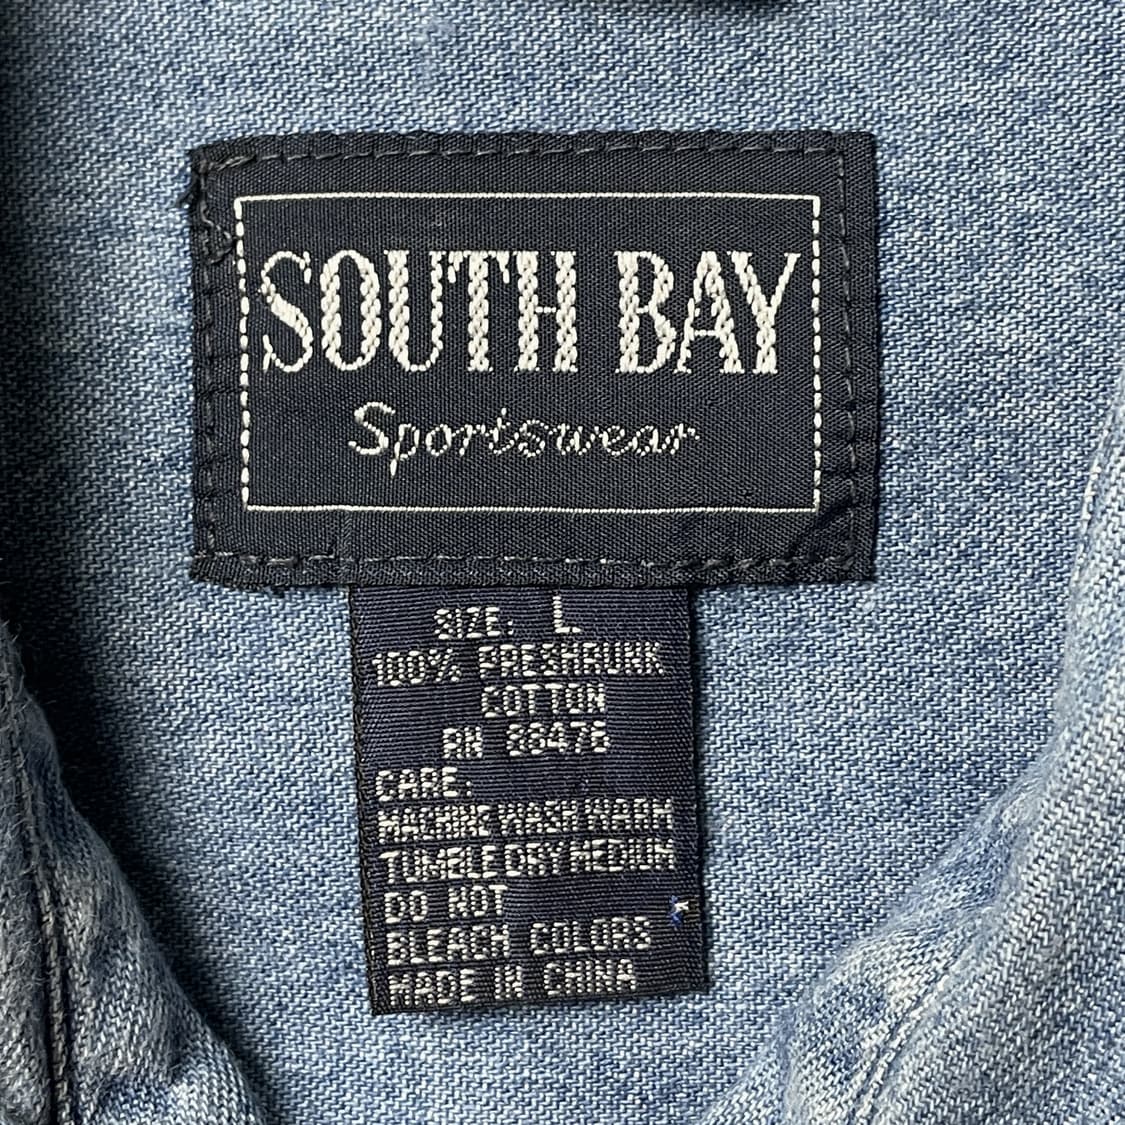 SOUTH BAY
Sportswear
SIZE: L
100% PRESHRUNK
COTTON
RN 88476
CARE:
MACHINE WASH WARM
TUMBLE DRY MEDIUM
DO NOT
BLEACH COLORS
MADE IN CHINA